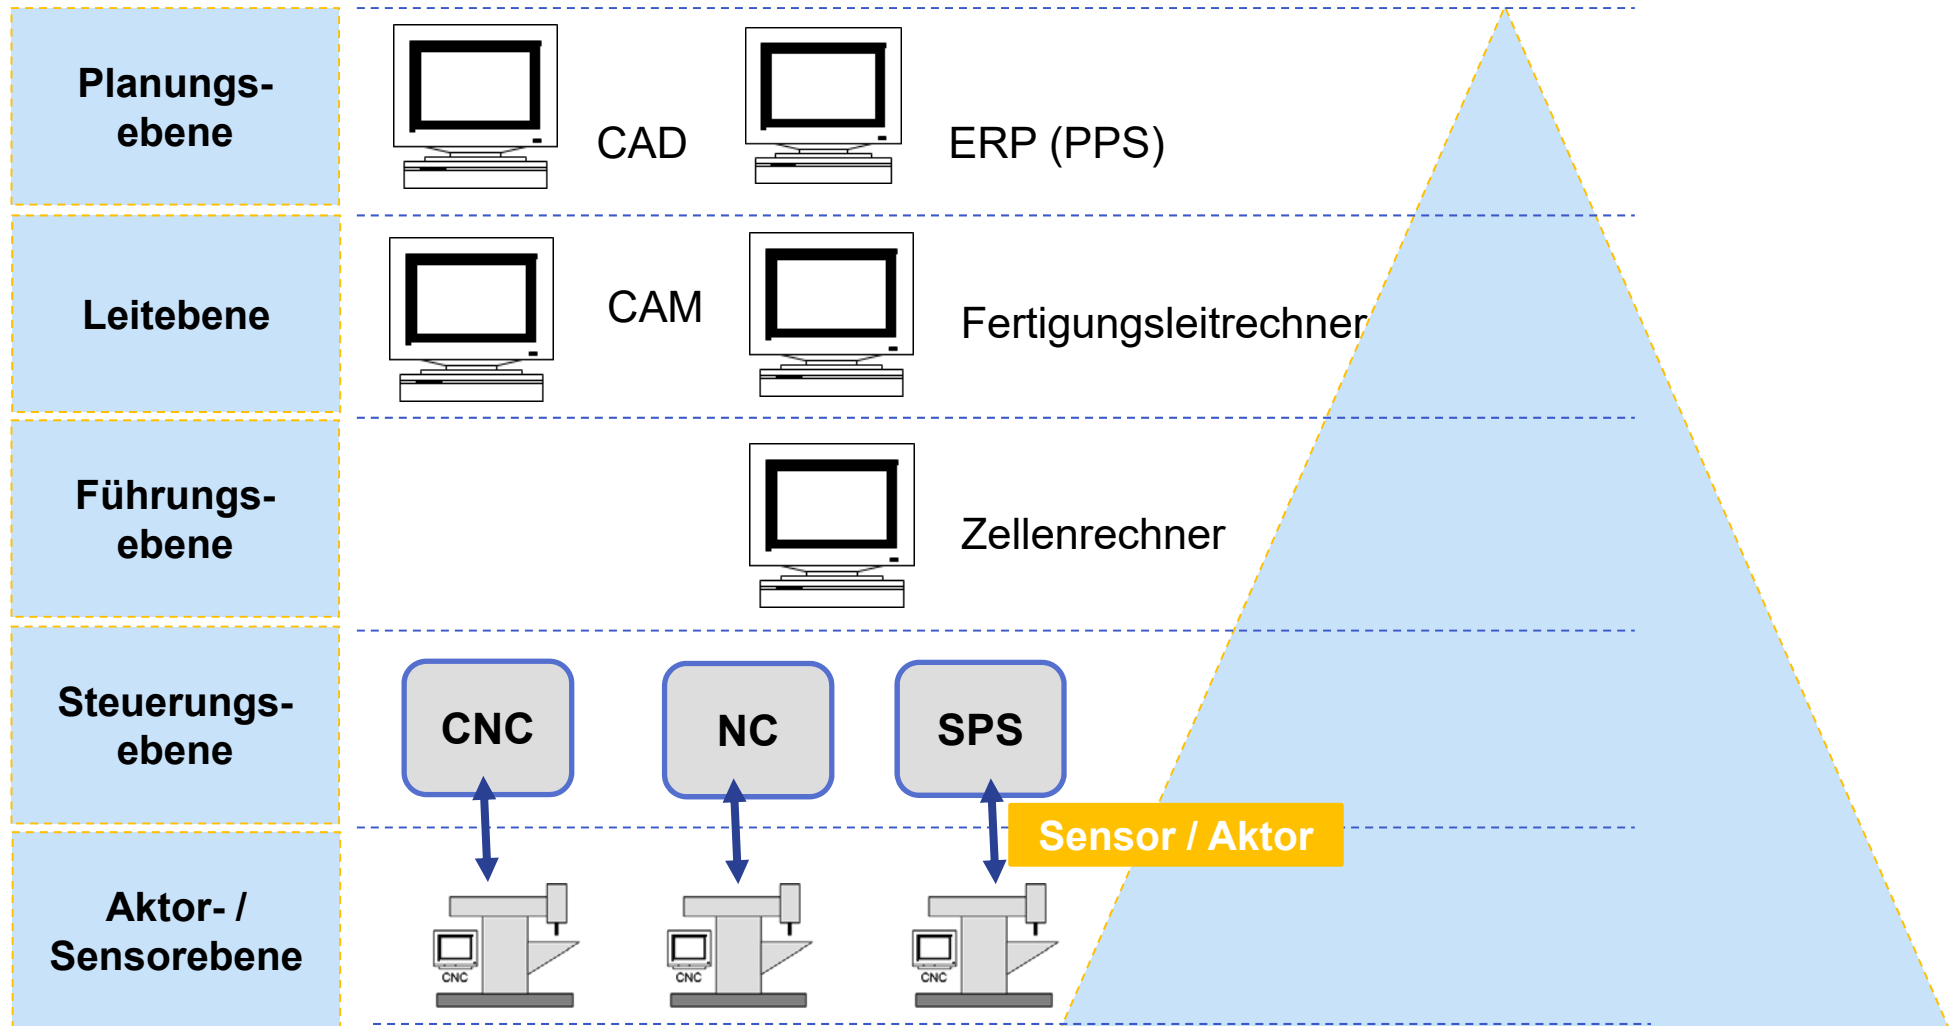 Planungs-
ebene
CAD
ERP (PPS)
Leitebene
CAM
Fertigungsleitrechner
Führungs-
ebene
Zellenrechner
Steuerungs-
ebene
CNC
NC
SPS
Sensor / Aktor
Aktor- /
Sensorebene
CNC
CNC
CNC